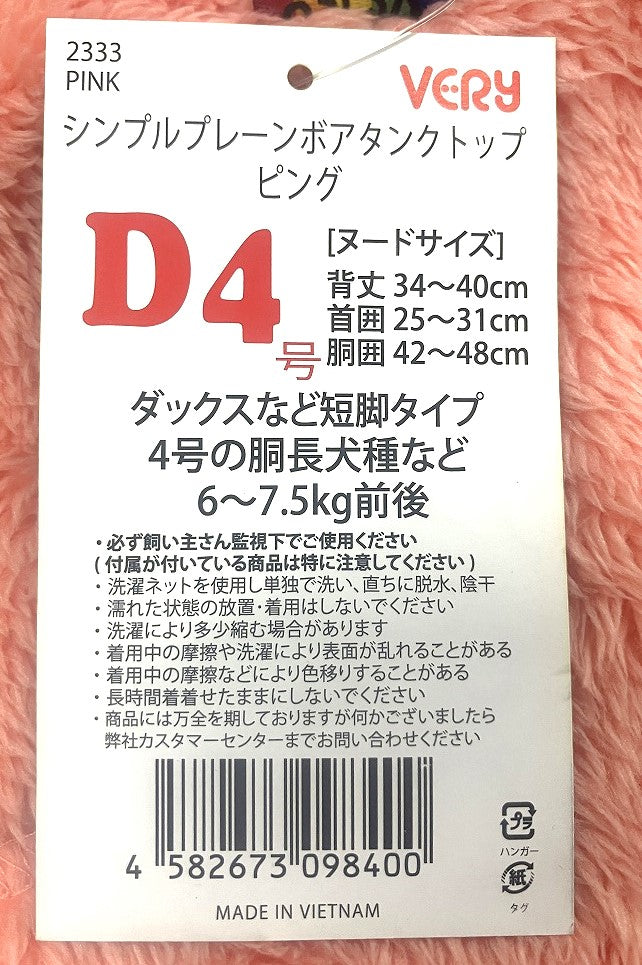 2333
PINK
VERY
シンプルプレーンボアタンクトップ
ピング
D4号
[ヌードサイズ]
背丈 34～40cm
首囲 25～31cm
胴囲 42～48cm
ダックスなど短脚タイプ
4号の胴長犬種など
6～7.5kg前後
・必ず飼い主さん監視下でご使用ください
( 付属が付いている商品は特に注意してください )
・洗濯ネットを使用し単独で洗い、直ちに脱水、陰干
・濡れた状態の放置・着用はしないでください
・洗濯により多少縮む場合があります
・着用中の摩擦や洗濯により表面が乱れることがある
・着用中の摩擦などにより色移りすることがある
・長時間着着せたままにしないでください
・商品には万全を期しておりますが何かございましたら
弊社カスタマーセンターまでお問い合わせください
4 582673 098400
プラ
ハンガー
紙
タグ
MADE IN VIETNAM